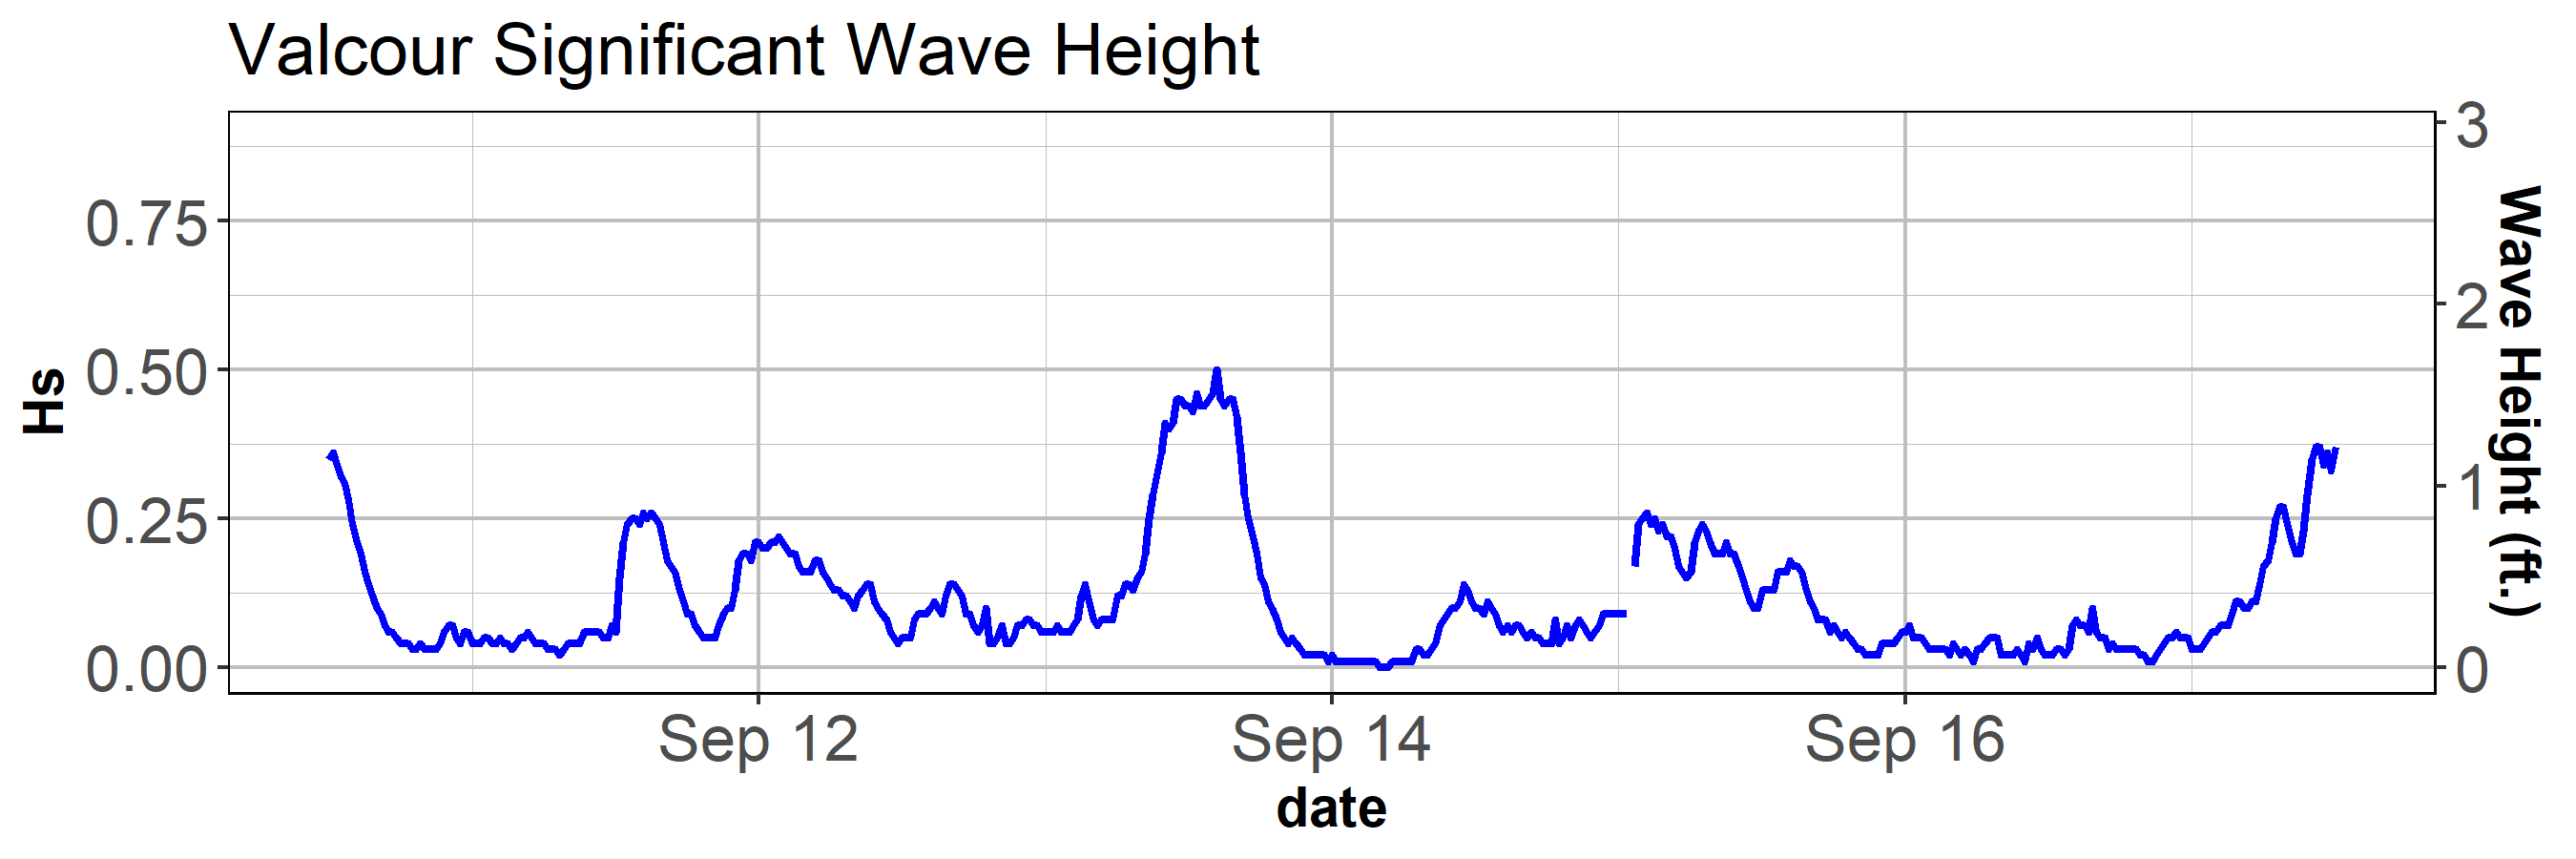 Valcour Significant Wave Height
Hs
0.75
0.50
0.25
0.00
3
2
1
0
Wave Height (ft.)
Sep 12
Sep 14
Sep 16
date